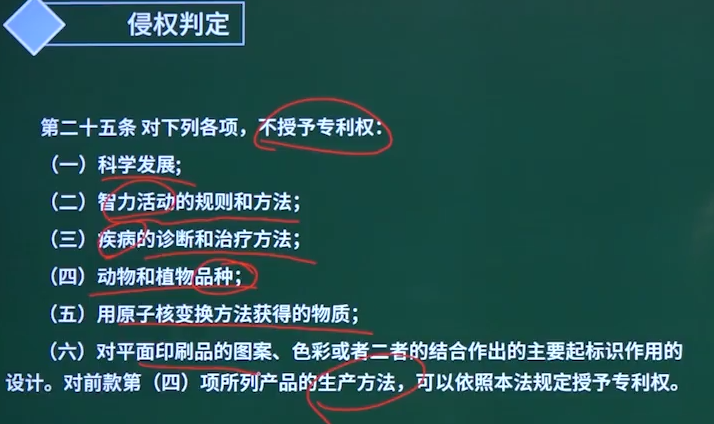 侵权判定
第二十五条 对下列各项，不授予专利权：
（一）科学发展;
（二）智力活动的规则和方法;
（三）疾病的诊断和治疗方法;
（四）动物和植物品种;
（五）用原子核变换方法获得的物质;
（六）对平面印刷品的图案、色彩或者二者的结合作出的主要起标识作用的
设计。对前款第（四）项所列产品的生产方法，可以依照本法规定授予专利权。